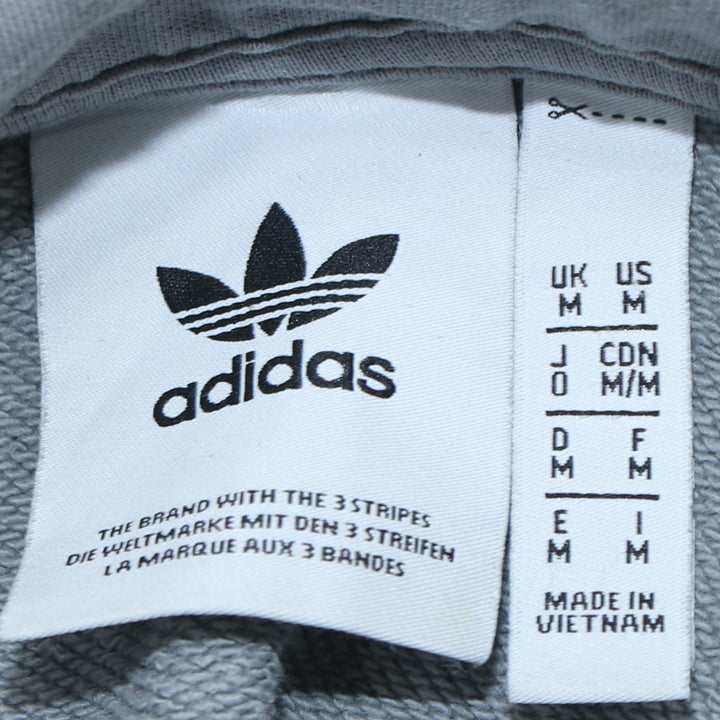 adidas
THE BRAND WITH THE 3 STRIPES
DIE WELTMARKE MIT DEN 3 STREIFEN
LA MARQUE AUX 3 BANDES
UK US
M M
J CDN
O M/M
D F
M M
E I
M M
MADE IN
VIETNAM